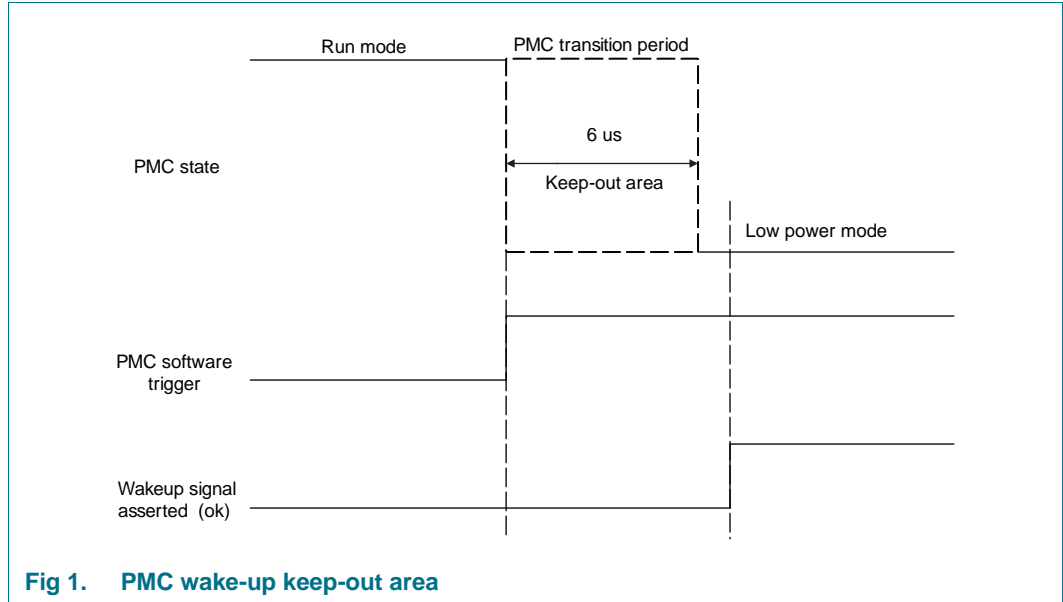 Run mode
PMC transition period
6 us
PMC state
Keep-out area
Low power mode
PMC software
trigger
Wakeup signal
asserted (ok)
Fig 1. PMC wake-up keep-out area